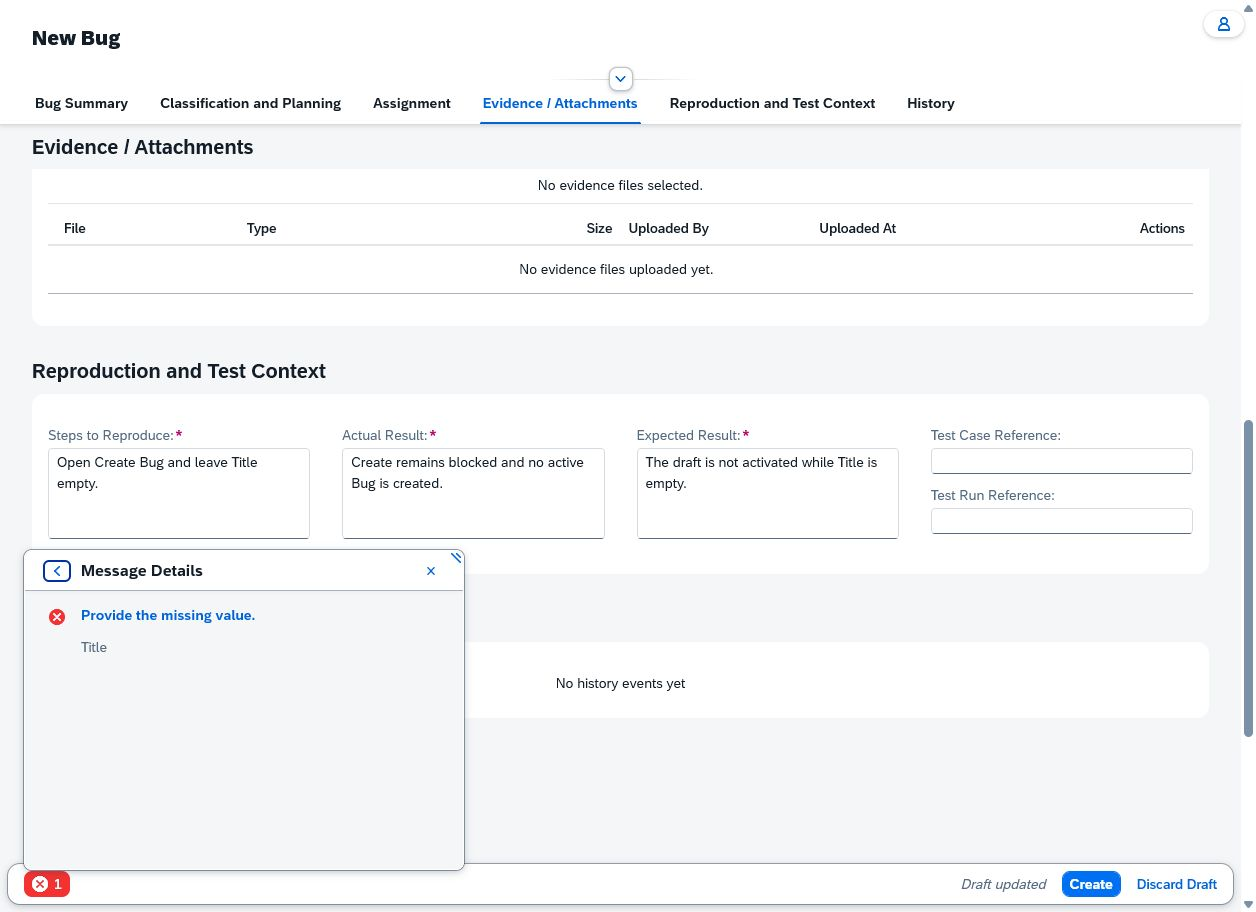 New Bug
Bug Summary
Classification and Planning
Assignment
Evidence / Attachments
Reproduction and Test Context
History
Evidence / Attachments
No evidence files selected.
File
Type
Size
Uploaded By
Uploaded At
Actions
No evidence files uploaded yet.
Reproduction and Test Context
Steps to Reproduce:*
Open Create Bug and leave Title
empty.
Actual Result:*
Create remains blocked and no active
Bug is created.
Expected Result:*
The draft is not activated while Title is
empty.
Test Case Reference:
Test Run Reference:
Message Details
Provide the missing value.
Title
No history events yet
1
Draft updated
Create
Discard Draft